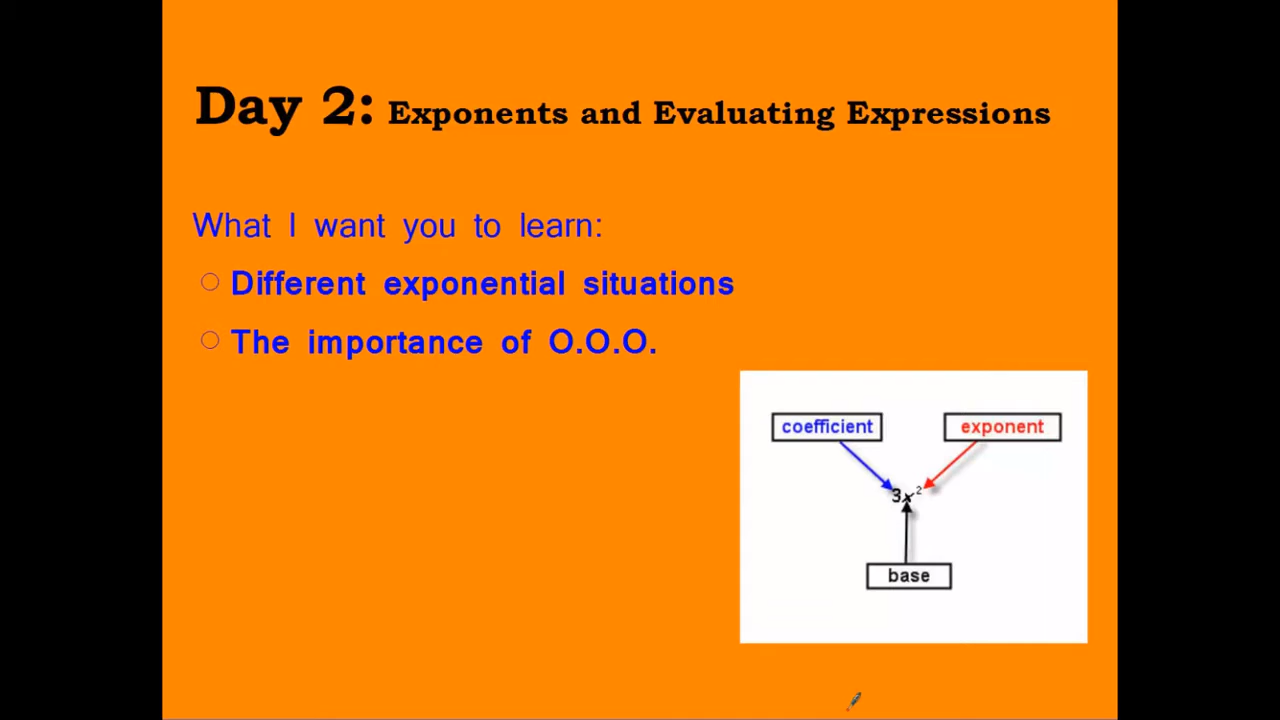 Day 2: Exponents and Evaluating Expressions
What I want you to learn:
Different exponential situations
The importance of O.O.O.
coefficient
exponent
3x²
base